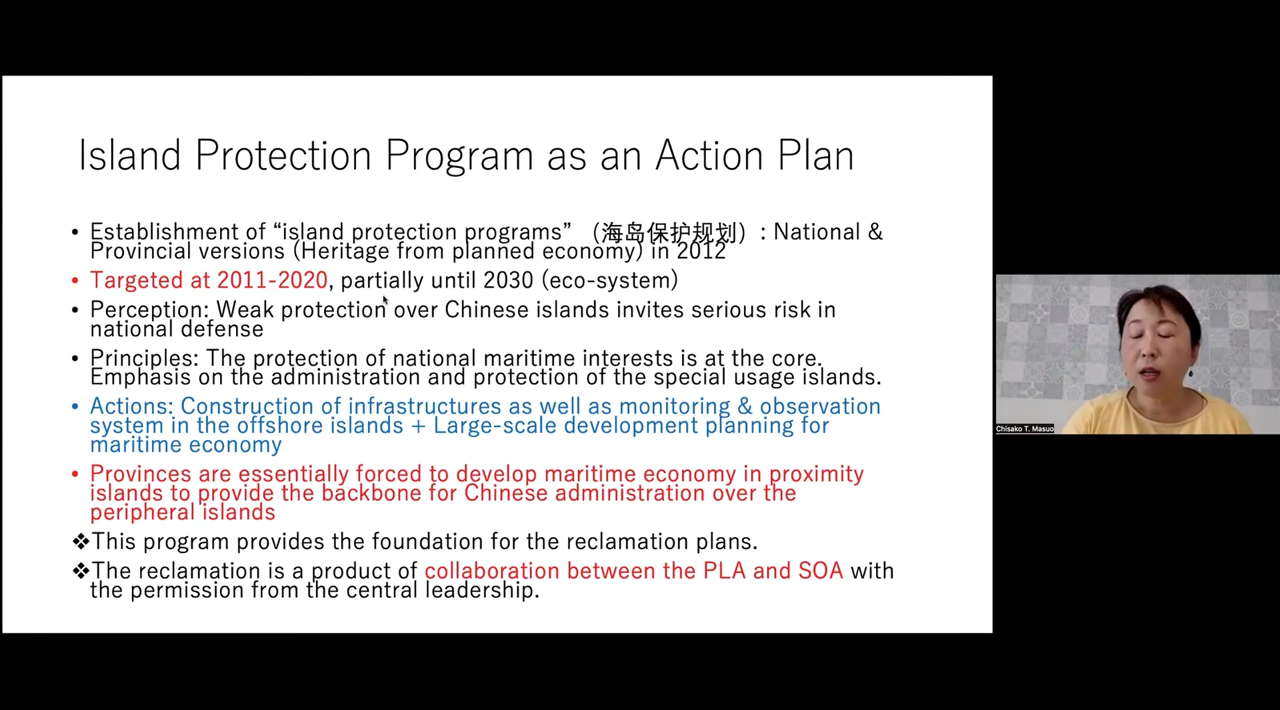 Island Protection Program as an Action Plan
• Establishment of “island protection programs” （海岛保护规划）: National &
Provincial versions (Heritage from planned economy) in 2012
• Targeted at 2011-2020, partially until 2030 (eco-system)
• Perception: Weak protection over Chinese islands invites serious risk in
national defense
• Principles: The protection of national maritime interests is at the core.
Emphasis on the administration and protection of the special usage islands.
• Actions: Construction of infrastructures as well as monitoring & observation
system in the offshore islands + Large-scale development planning for
maritime economy
• Provinces are essentially forced to develop maritime economy in proximity
islands to provide the backbone for Chinese administration over the
peripheral islands
❖This program provides the foundation for the reclamation plans.
❖The reclamation is a product of collaboration between the PLA and SOA with
the permission from the central leadership.
Chisako T. Masuo